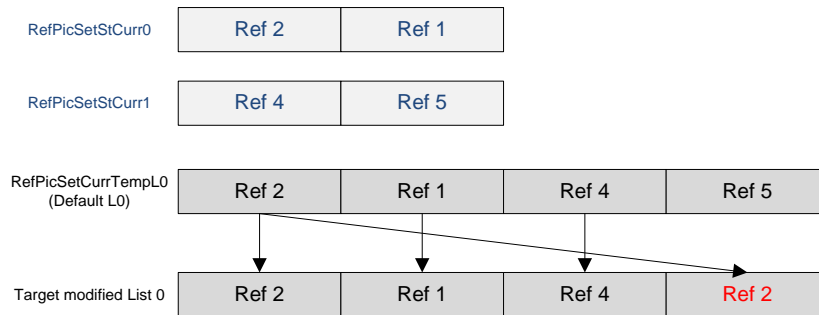 RefPicSetStCurr0 Ref 2 Ref 1
RefPicSetStCurr1 Ref 4 Ref 5
RefPicSetCurrTempL0
(Default L0) Ref 2 Ref 1 Ref 4 Ref 5
Target modified List 0 Ref 2 Ref 1 Ref 4 Ref 2